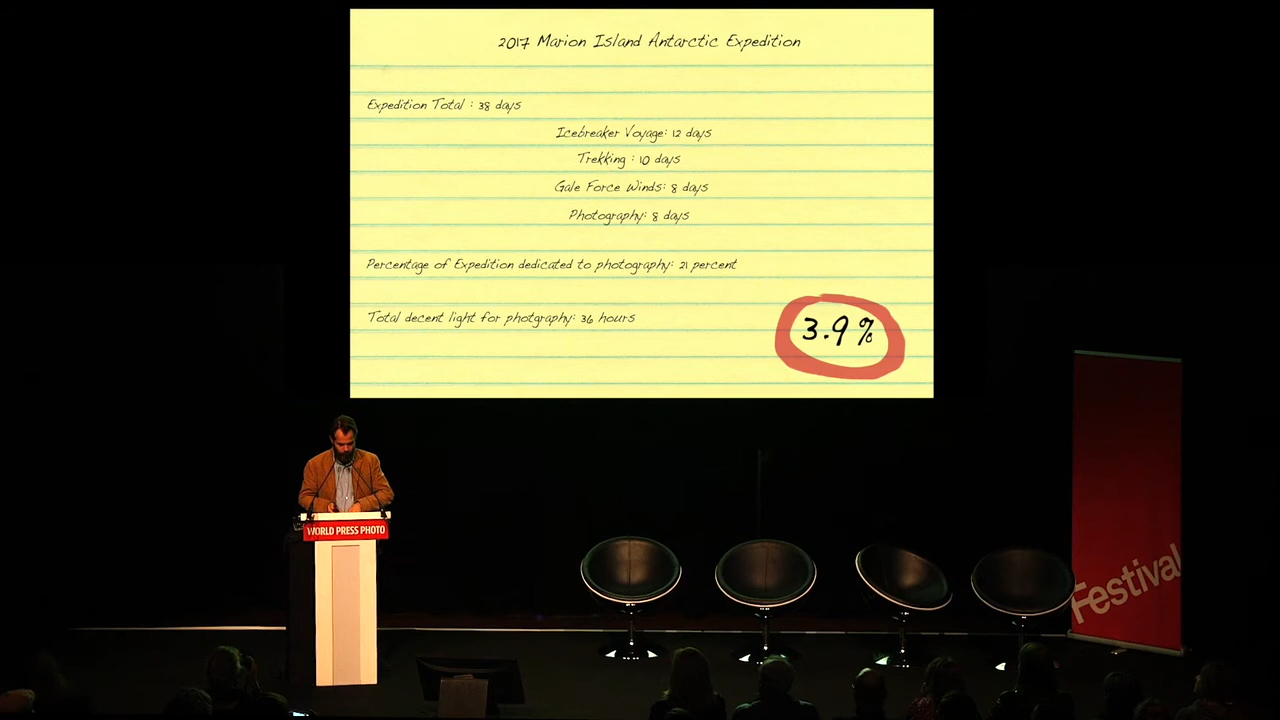 2017 Marion Island Antarctic Expedition
Expedition Total : 38 days
Icebreaker Voyage: 12 days
Trekking : 10 days
Gale Force Winds: 8 days
Photography: 8 days
Percentage of Expedition dedicated to photography: 21 percent
Total decent light for photgraphy: 36 hours
3.9 %
WORLD PRESS PHOTO
Festival